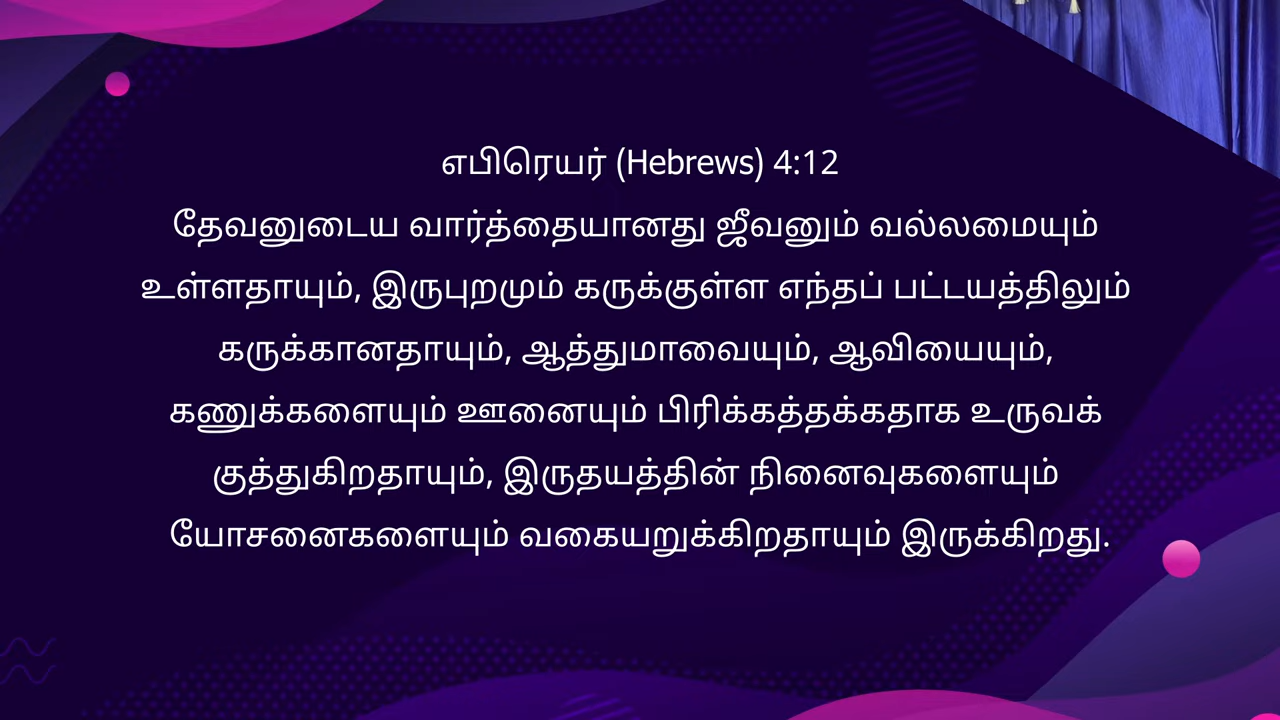 எபிரெயர் (Hebrews) 4:12
தேவனுடைய வார்த்தையானது ஜீவனும் வல்லமையும்
உள்ளதாயும், இருபுறமும் கருக்குள்ள எந்தப் பட்டயத்திலும்
கருக்கானதாயும், ஆத்துமாவையும், ஆவியையும்,
கணுக்களையும் ஊனையும் பிரிக்கத்தக்கதாக உருவக்
குத்துகிறதாயும், இருதயத்தின் நினைவுகளையும்
யோசனைகளையும் வகையறுக்கிறதாயும் இருக்கிறது.